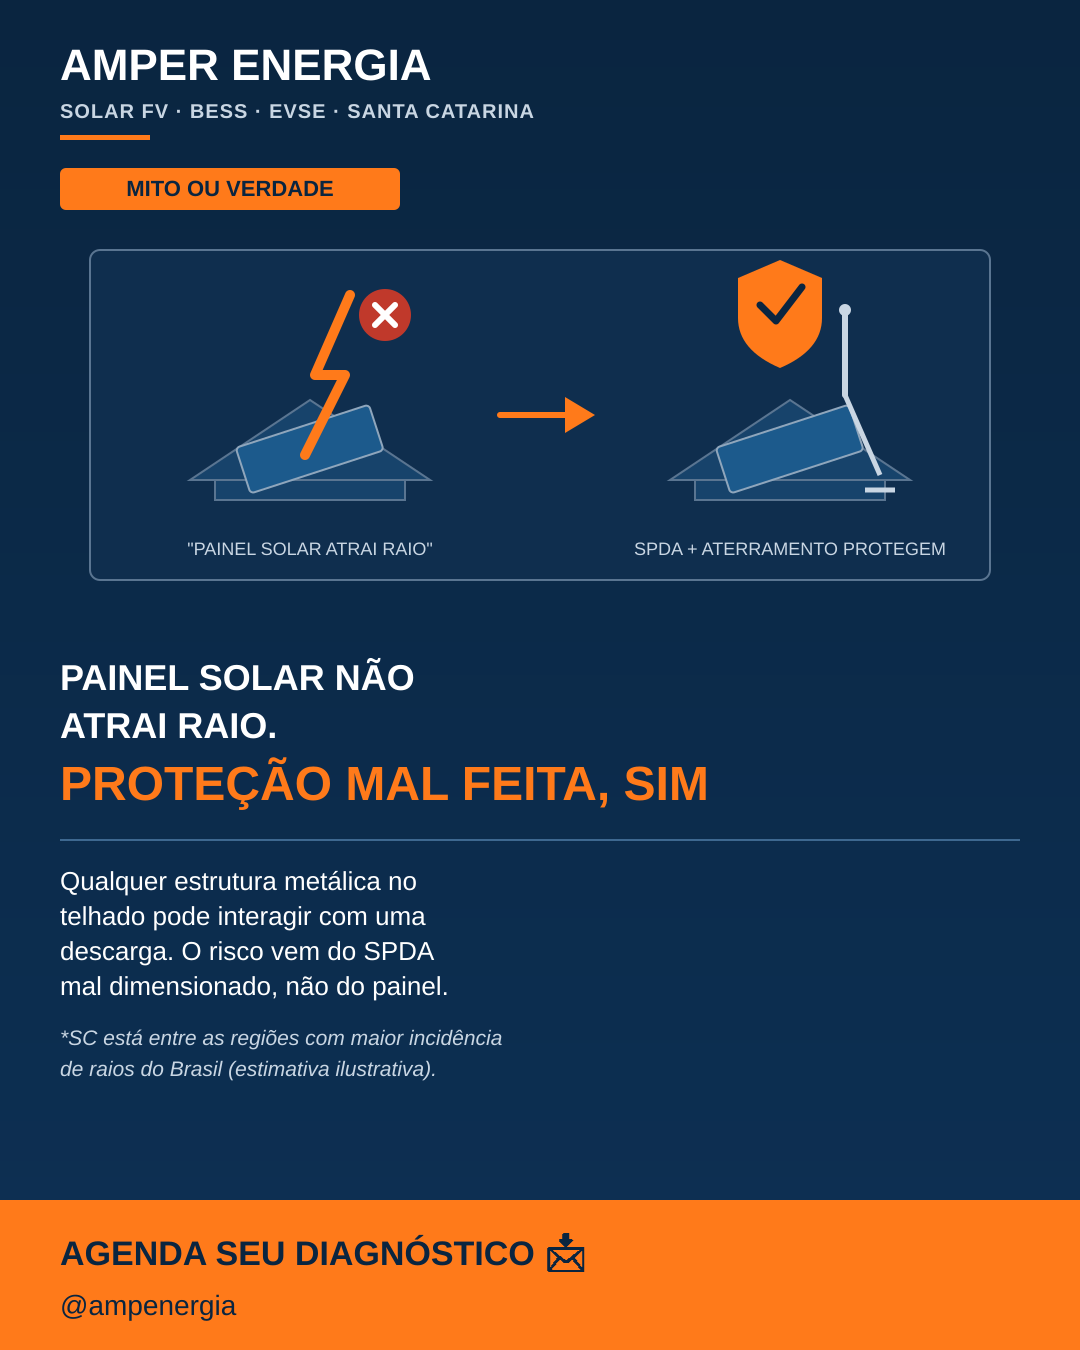 AMPER ENERGIA
SOLAR FV · BESS · EVSE · SANTA CATARINA
MITO OU VERDADE
"PAINEL SOLAR ATRAI RAIO"
SPDA + ATERRAMENTO PROTEGEM
PAINEL SOLAR NÃO
ATRAI RAIO.
PROTEÇÃO MAL FEITA, SIM
Qualquer estrutura metálica no
telhado pode interagir com uma
descarga. O risco vem do SPDA
mal dimensionado, não do painel.
*SC está entre as regiões com maior incidência
de raios do Brasil (estimativa ilustrativa).
AGENDA SEU DIAGNÓSTICO 📩
@ampenergia